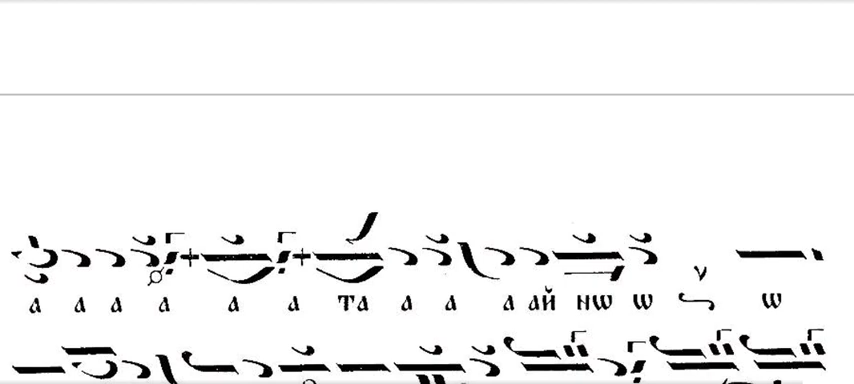 а а а а а а та а а а ай нѡ ѡ ѡ